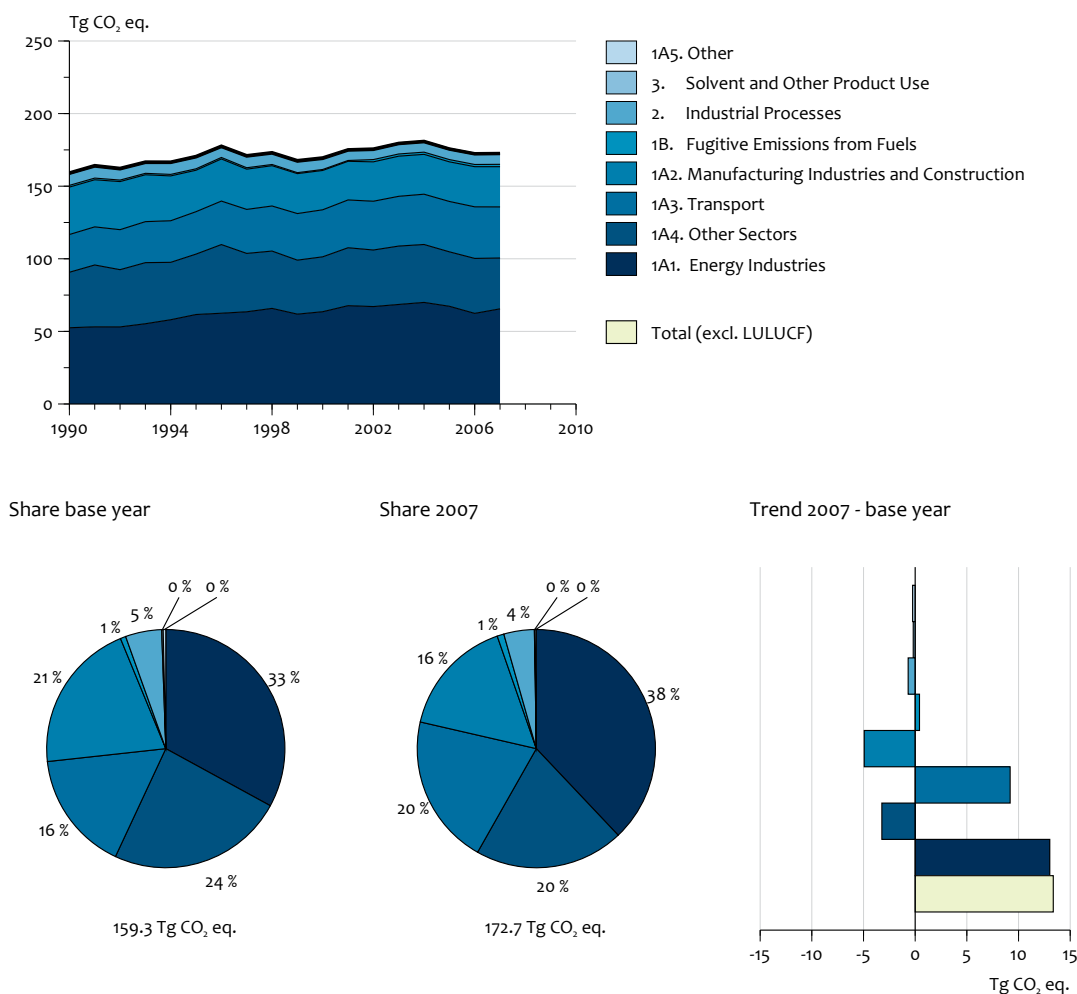 Tg CO₂ eq.
250
200
150
100
50
0
1990 1994 1998 2002 2006 2010
1A5. Other
3. Solvent and Other Product Use
2. Industrial Processes
1B. Fugitive Emissions from Fuels
1A2. Manufacturing Industries and Construction
1A3. Transport
1A4. Other Sectors
1A1. Energy Industries
Total (excl. LULUCF)
Share base year
0 % 0 %
5 %
1 %
21 %
33 %
16 %
24 %
159.3 Tg CO₂ eq.
Share 2007
0 % 0 %
4 %
1 %
16 %
38 %
20 %
20 %
172.7 Tg CO₂ eq.
Trend 2007 - base year
-15 -10 -5 0 5 10 15
Tg CO₂ eq.